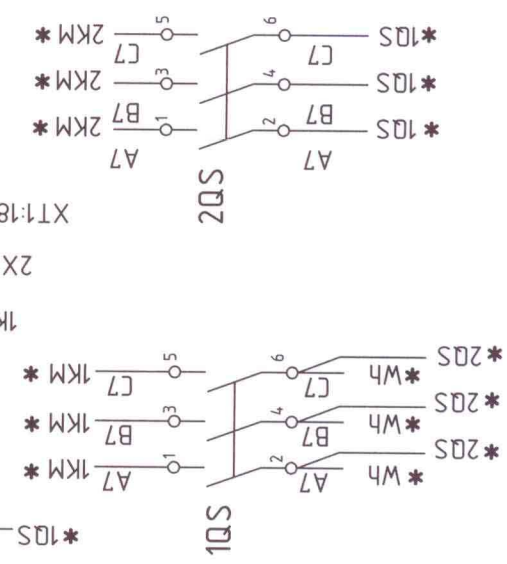 *1QS
1QS
*2QS
*Wh A7 2 1 A7 1KM *
*2QS
*Wh B7 4 3 B7 1KM *
*2QS
*Wh C7 6 5 C7 1KM *
2QS
XT1:18
A7 A7
*1QS 2 1 2KM *
B7 B7
*1QS 4 3 2KM *
C7 C7
*1QS 6 5 2KM *